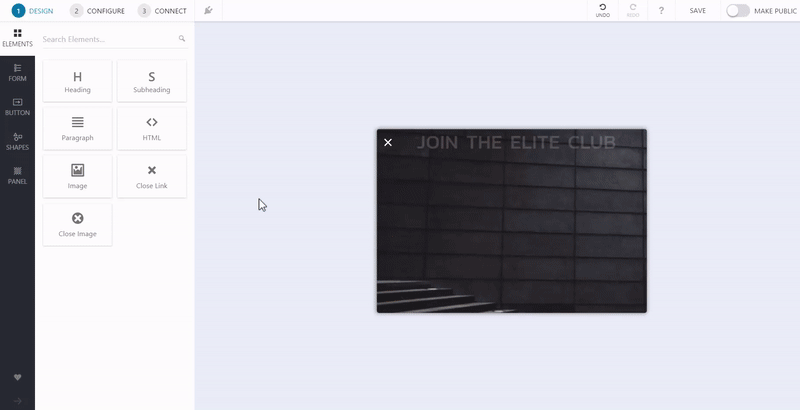 1 DESIGN 2 CONFIGURE 3 CONNECT
UNDO REDO ? SAVE MAKE PUBLIC
ELEMENTS
FORM
BUTTON
SHAPES
PANEL
Search Elements...
H S
Heading Subheading
Paragraph HTML
Image Close Link
Close Image
JOIN THE ELITE CLUB